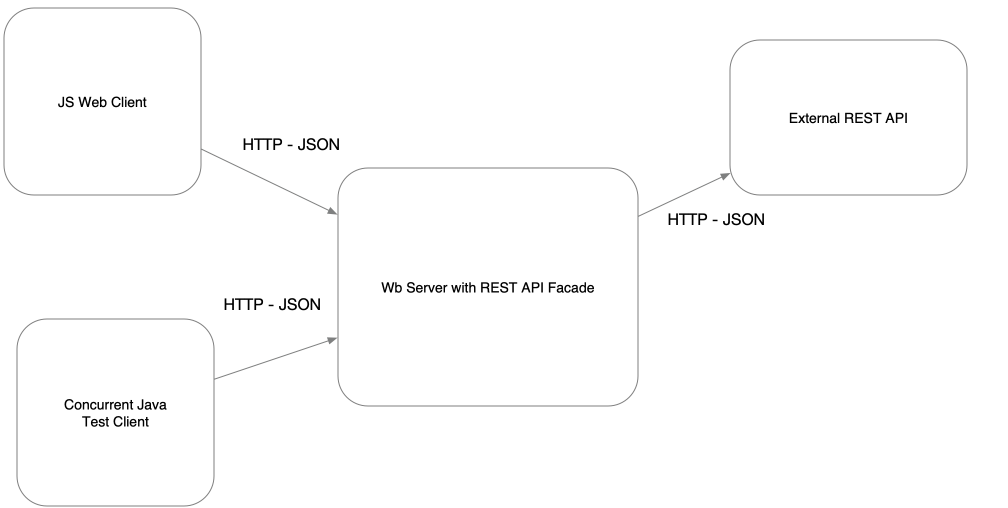 JS Web Client
HTTP - JSON
External REST API
HTTP - JSON
Wb Server with REST API Facade
HTTP - JSON
Concurrent Java
Test Client